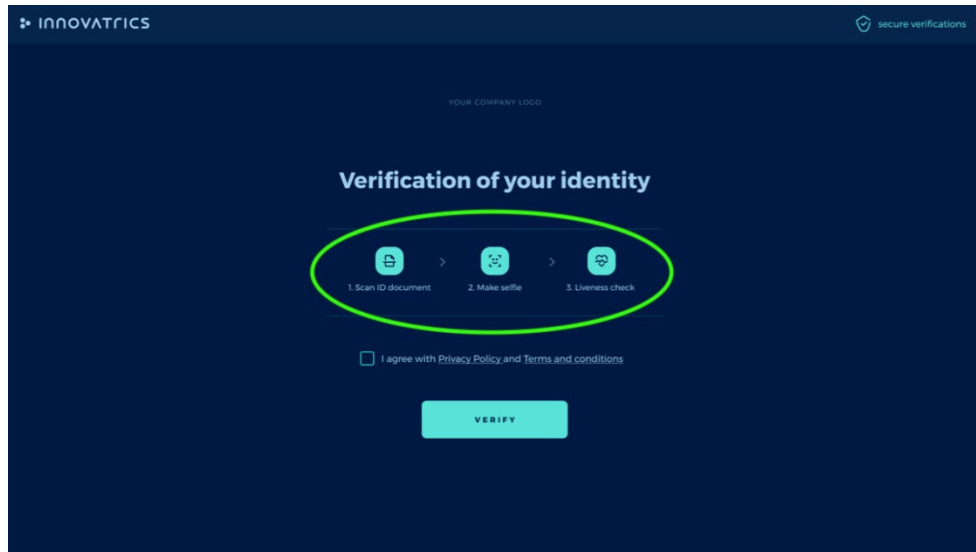 INNOVATRICS
secure verifications
YOUR COMPANY LOGO
Verification of your identity
1. Scan ID document
2. Make selfie
3. Liveness check
I agree with Privacy Policy and Terms and conditions
VERIFY